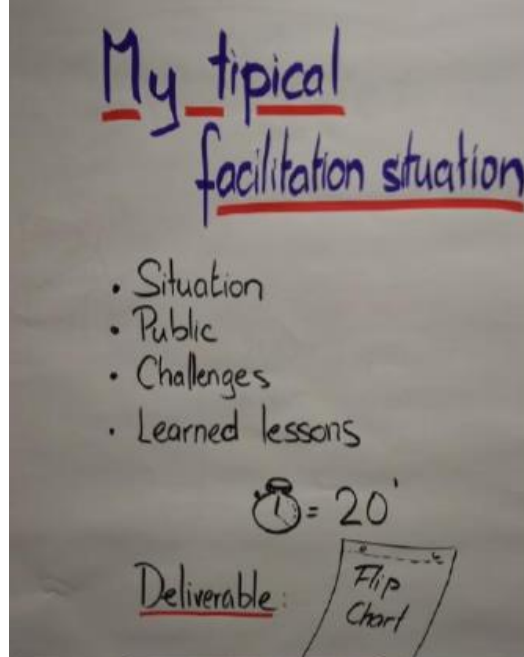 My tipical
facilitation situation
• Situation
• Public
• Challenges
• Learned lessons
= 20'
Deliverable:
Flip
Chart